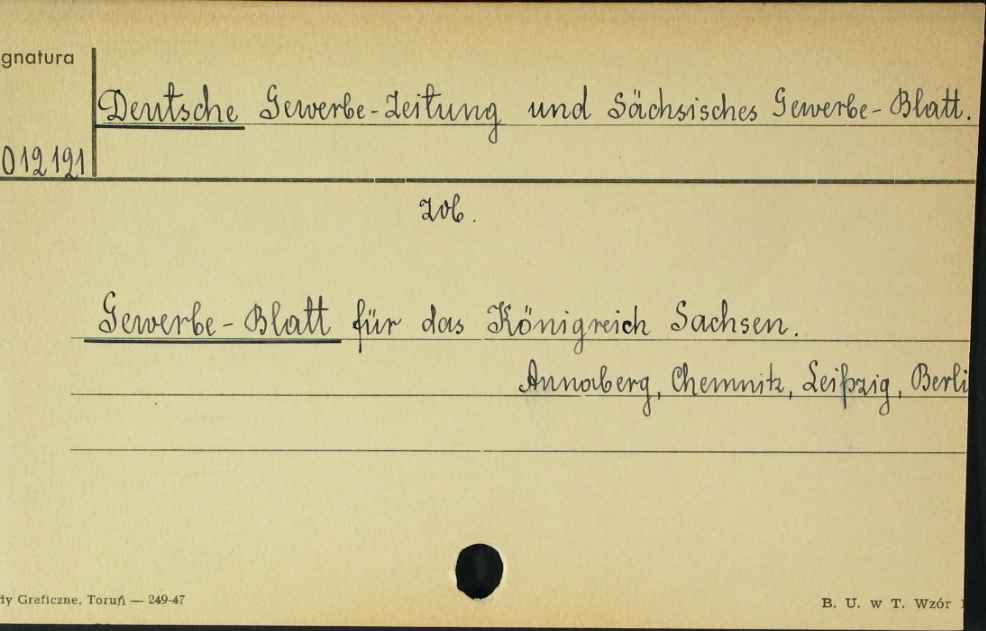 gnatura
Deutsche Gewerbe-Zeitung und Sächsisches Gewerbe-Blatt.
012121
zob.
Gewerbe-Blatt für das Königreich Sachsen.
Annaberg, Chemnitz, Leipzig, Berli
dy Graficzne, Toruń — 249-47
B. U. w T. Wzór 1